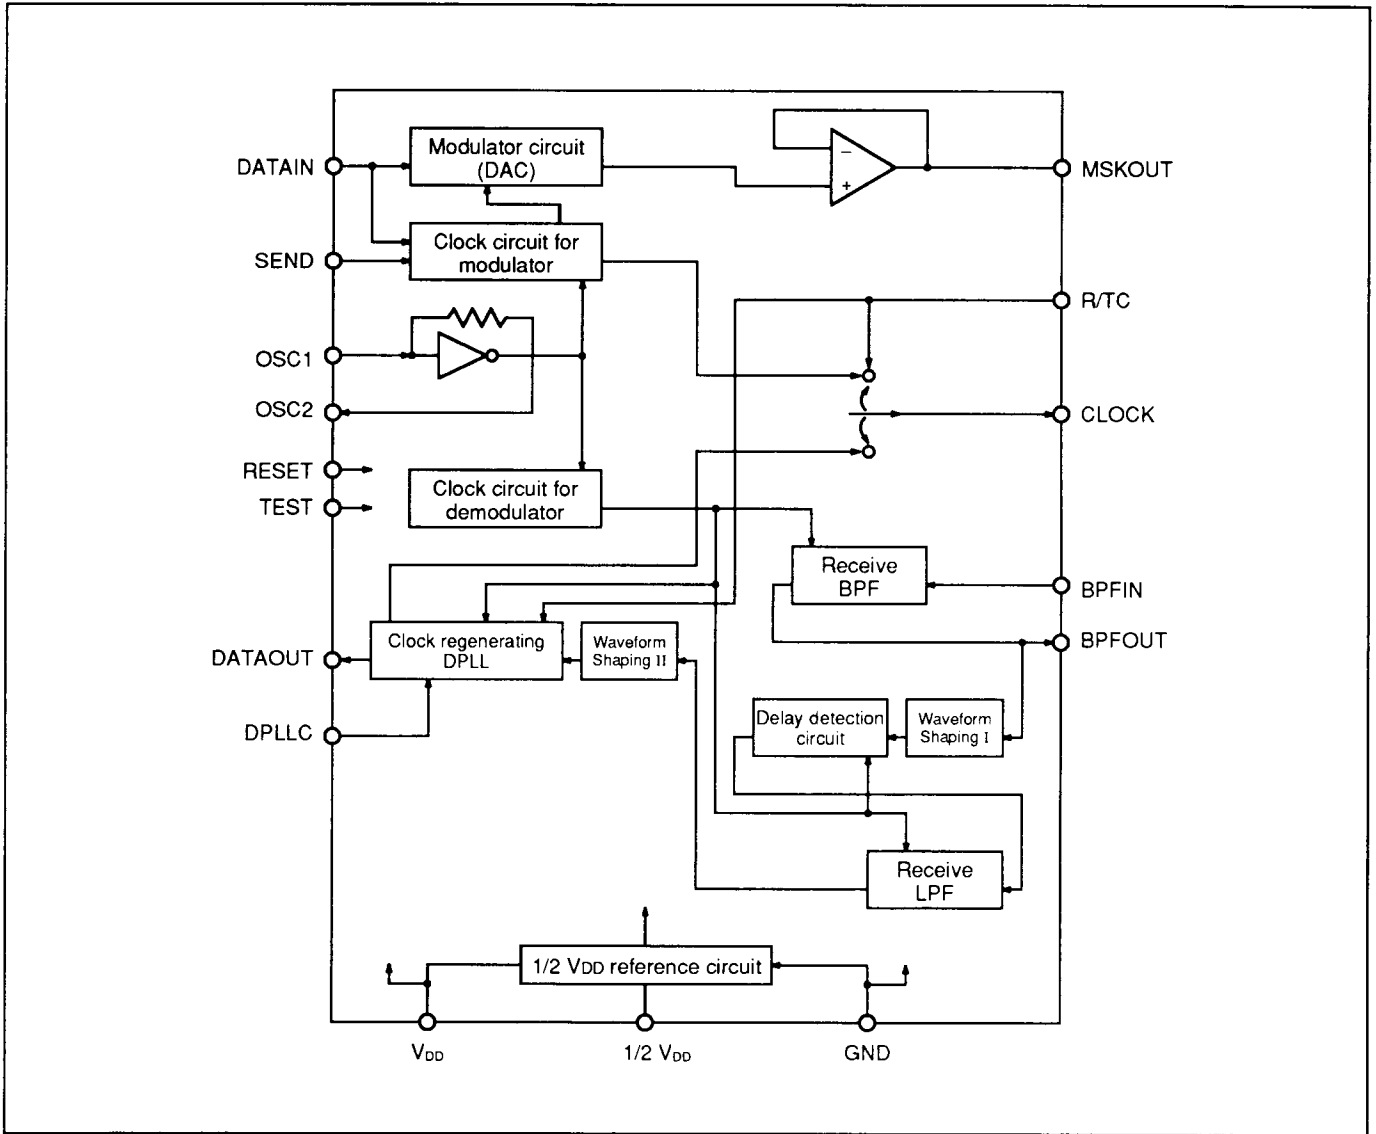 Modulator circuit
(DAC)
DATAIN
−
+
MSKOUT
Clock circuit for
modulator
SEND
R/TC
OSC1
OSC2
CLOCK
RESET
TEST
Clock circuit for
demodulator
Receive
BPF
BPFIN
BPFOUT
Clock regenerating
DPLL
Waveform
Shaping II
DATAOUT
DPLLC
Delay detection
circuit
Waveform
Shaping I
Receive
LPF
1/2 VDD reference circuit
VDD
1/2 VDD
GND